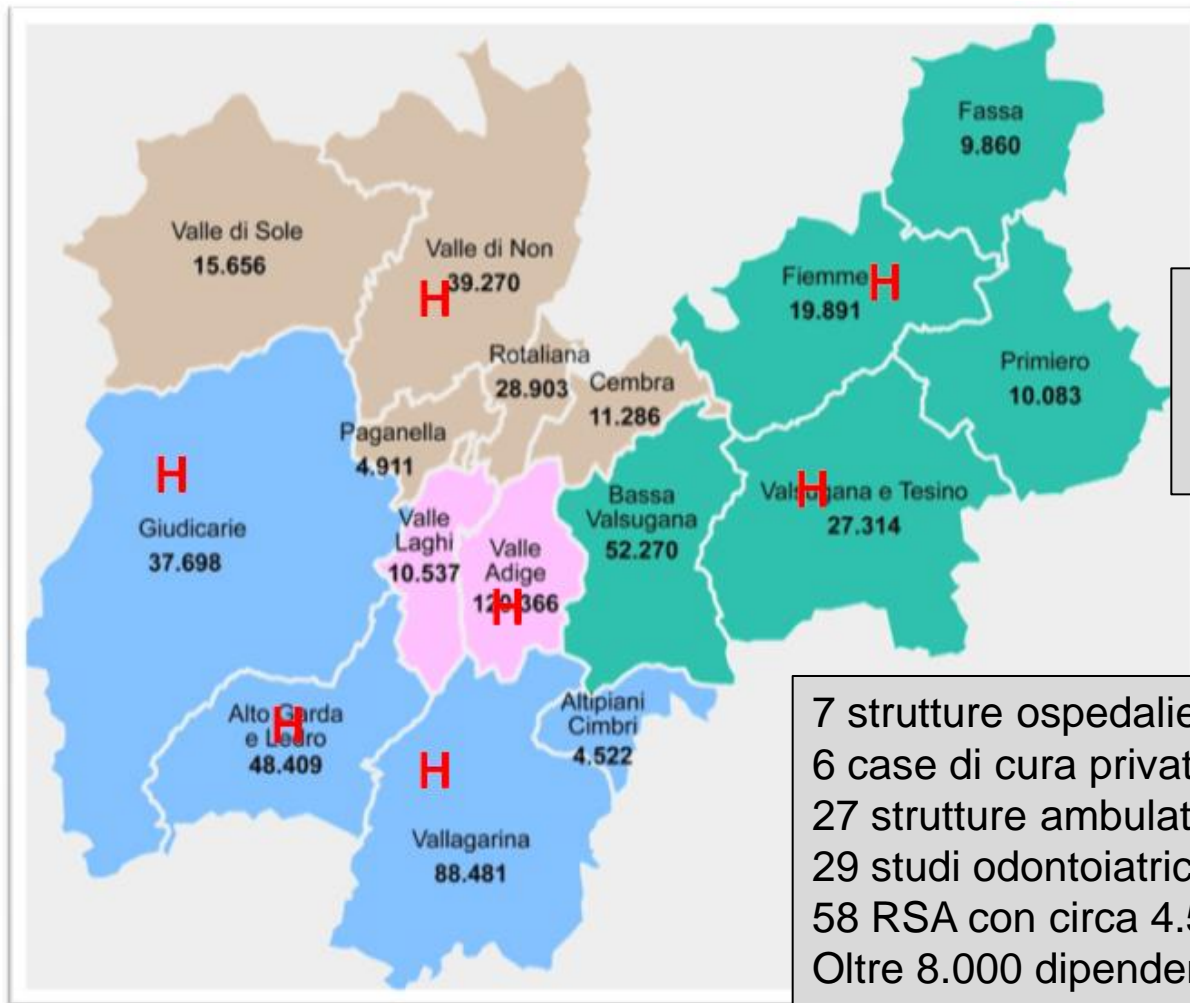 Fassa
9.860
Valle di Sole
15.656
Valle di Non
H 39.270
Fiemme H
19.891
Rotaliana
28.903
Cembra
11.286
Primiero
10.083
Paganella
4.911
H
Giudicarie
37.698
Valle
Laghi
10.537
Valle
Adige
H
Bassa
Valsugana
52.270
Valsugana e Tesino
H
27.314
Alto Garda
e Ledro
H
48.409
Altipiani
Cimbri
4.522
H
Vallagarina
88.481
7 strutture ospedalie
6 case di cura privat
27 strutture ambulat
29 studi odontoiatric
58 RSA con circa 4.5
Oltre 8.000 dipender